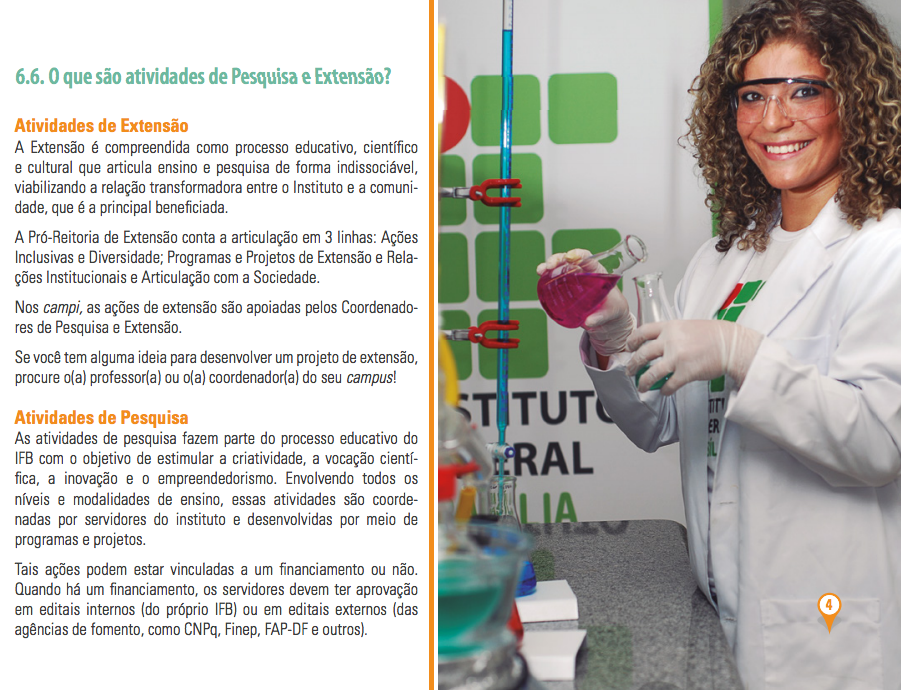 6.6. O que são atividades de Pesquisa e Extensão?
Atividades de Extensão
A Extensão é compreendida como processo educativo, científico
e cultural que articula ensino e pesquisa de forma indissociável,
viabilizando a relação transformadora entre o Instituto e a comuni-
dade, que é a principal beneficiada.
A Pró-Reitoria de Extensão conta a articulação em 3 linhas: Ações
Inclusivas e Diversidade; Programas e Projetos de Extensão e Rela-
ções Institucionais e Articulação com a Sociedade.
Nos campi, as ações de extensão são apoiadas pelos Coordenado-
res de Pesquisa e Extensão.
Se você tem alguma ideia para desenvolver um projeto de extensão,
procure o(a) professor(a) ou o(a) coordenador(a) do seu campus!
Atividades de Pesquisa
As atividades de pesquisa fazem parte do processo educativo do
IFB com o objetivo de estimular a criatividade, a vocação cientí-
fica, a inovação e o empreendedorismo. Envolvendo todos os
níveis e modalidades de ensino, essas atividades são coorde-
nadas por servidores do instituto e desenvolvidas por meio de
programas e projetos.
Tais ações podem estar vinculadas a um financiamento ou não.
Quando há um financiamento, os servidores devem ter aprovação
em editais internos (do próprio IFB) ou em editais externos (das
agências de fomento, como CNPq, Finep, FAP-DF e outros).
STITUTO
ERAL
LIA
4